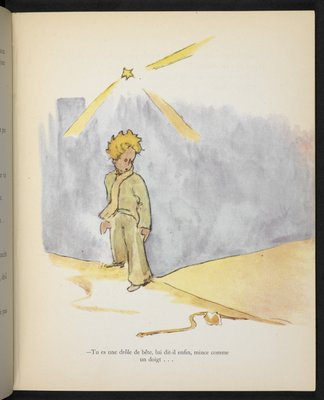 —Tu es une drôle de bête, lui dit-il enfin, mince comme
un doigt . . .